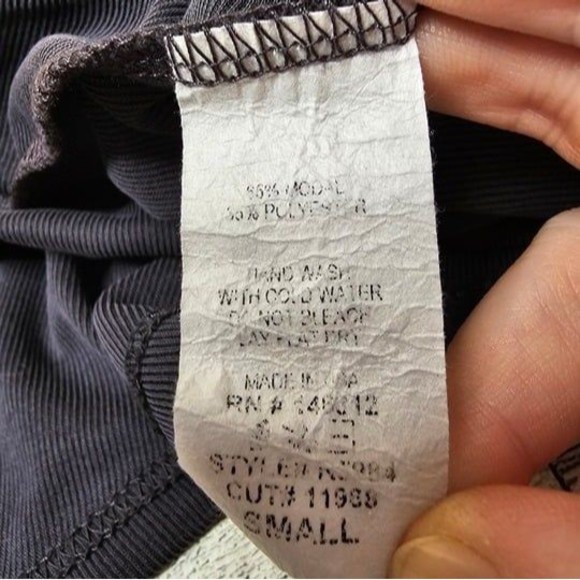 % MODAL
% POLYESTER
HAND WASH
WITH COLD WATER
DO NOT BLEACH
LAY FLAT DRY
MADE IN USA
RN #
STYLE#
CUT# 11988
SMALL